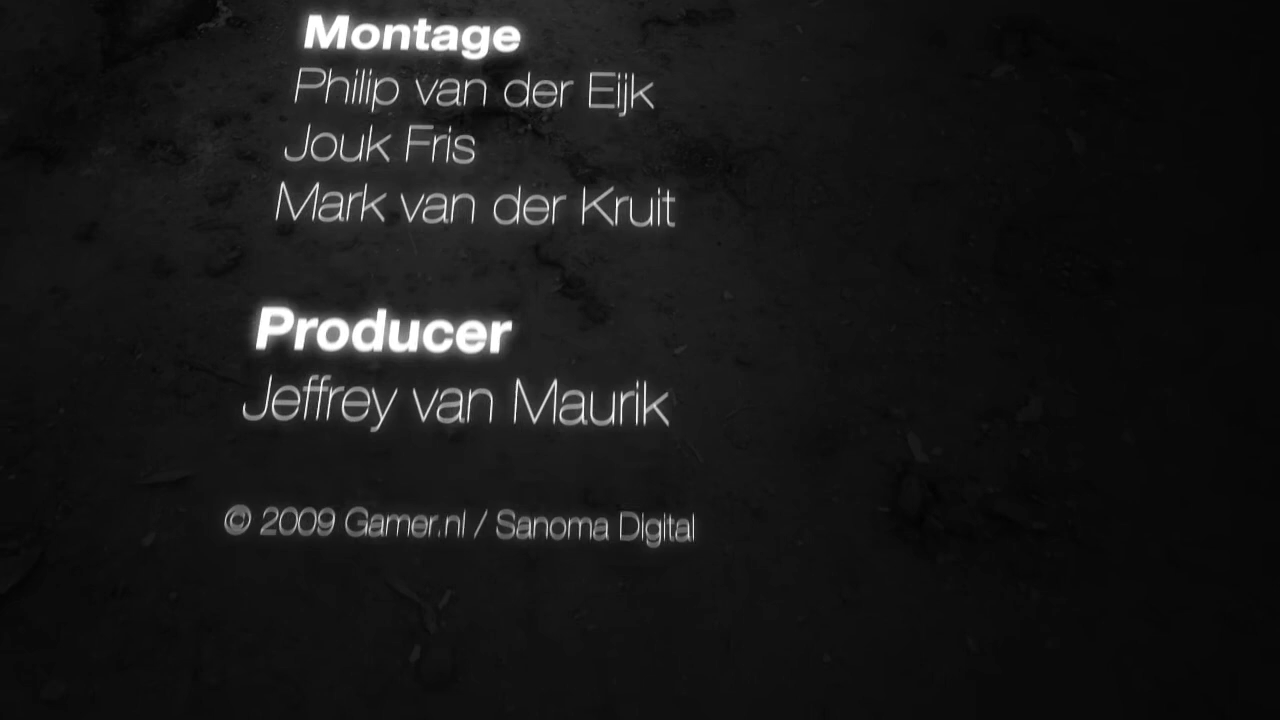 Montage
Philip van der Eijk
Jouk Fris
Mark van der Kruit
Producer
Jeffrey van Maurik
© 2009 Gamer.nl / Sanoma Digital